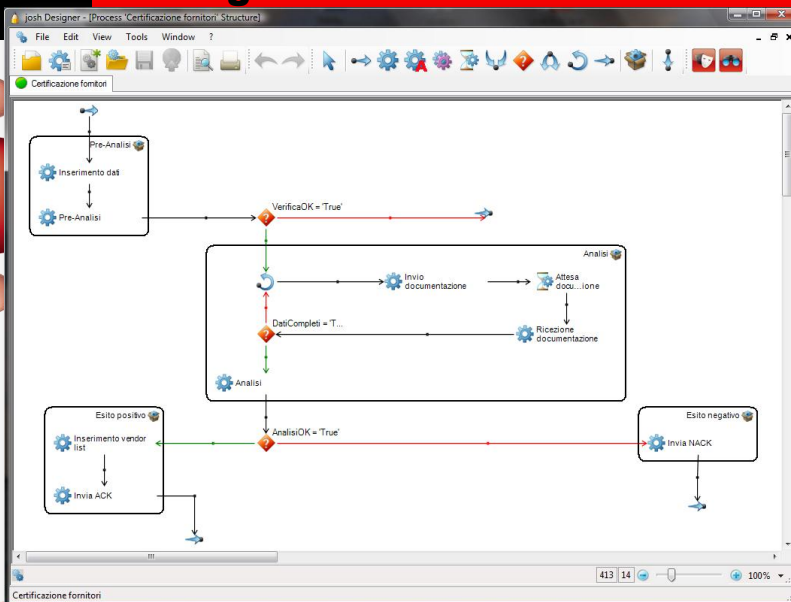 josh Designer - [Process 'Certificazione fornitori' Structure]
File Edit View Tools Window ?
Certificazione fornitori
Pre-Analisi
Inserimento dati
Pre-Analisi
VerificaOK = 'True'
Analisi
Invio
documentazione
Attesa
docu...ione
DatiCompleti = 'T...
Ricezione
documentazione
Analisi
Esito positivo
Inserimento vendor
list
Invia ACK
AnalisiOK = 'True'
Esito negativo
Invia NACK
413 14 100%
Certificazione fornitori